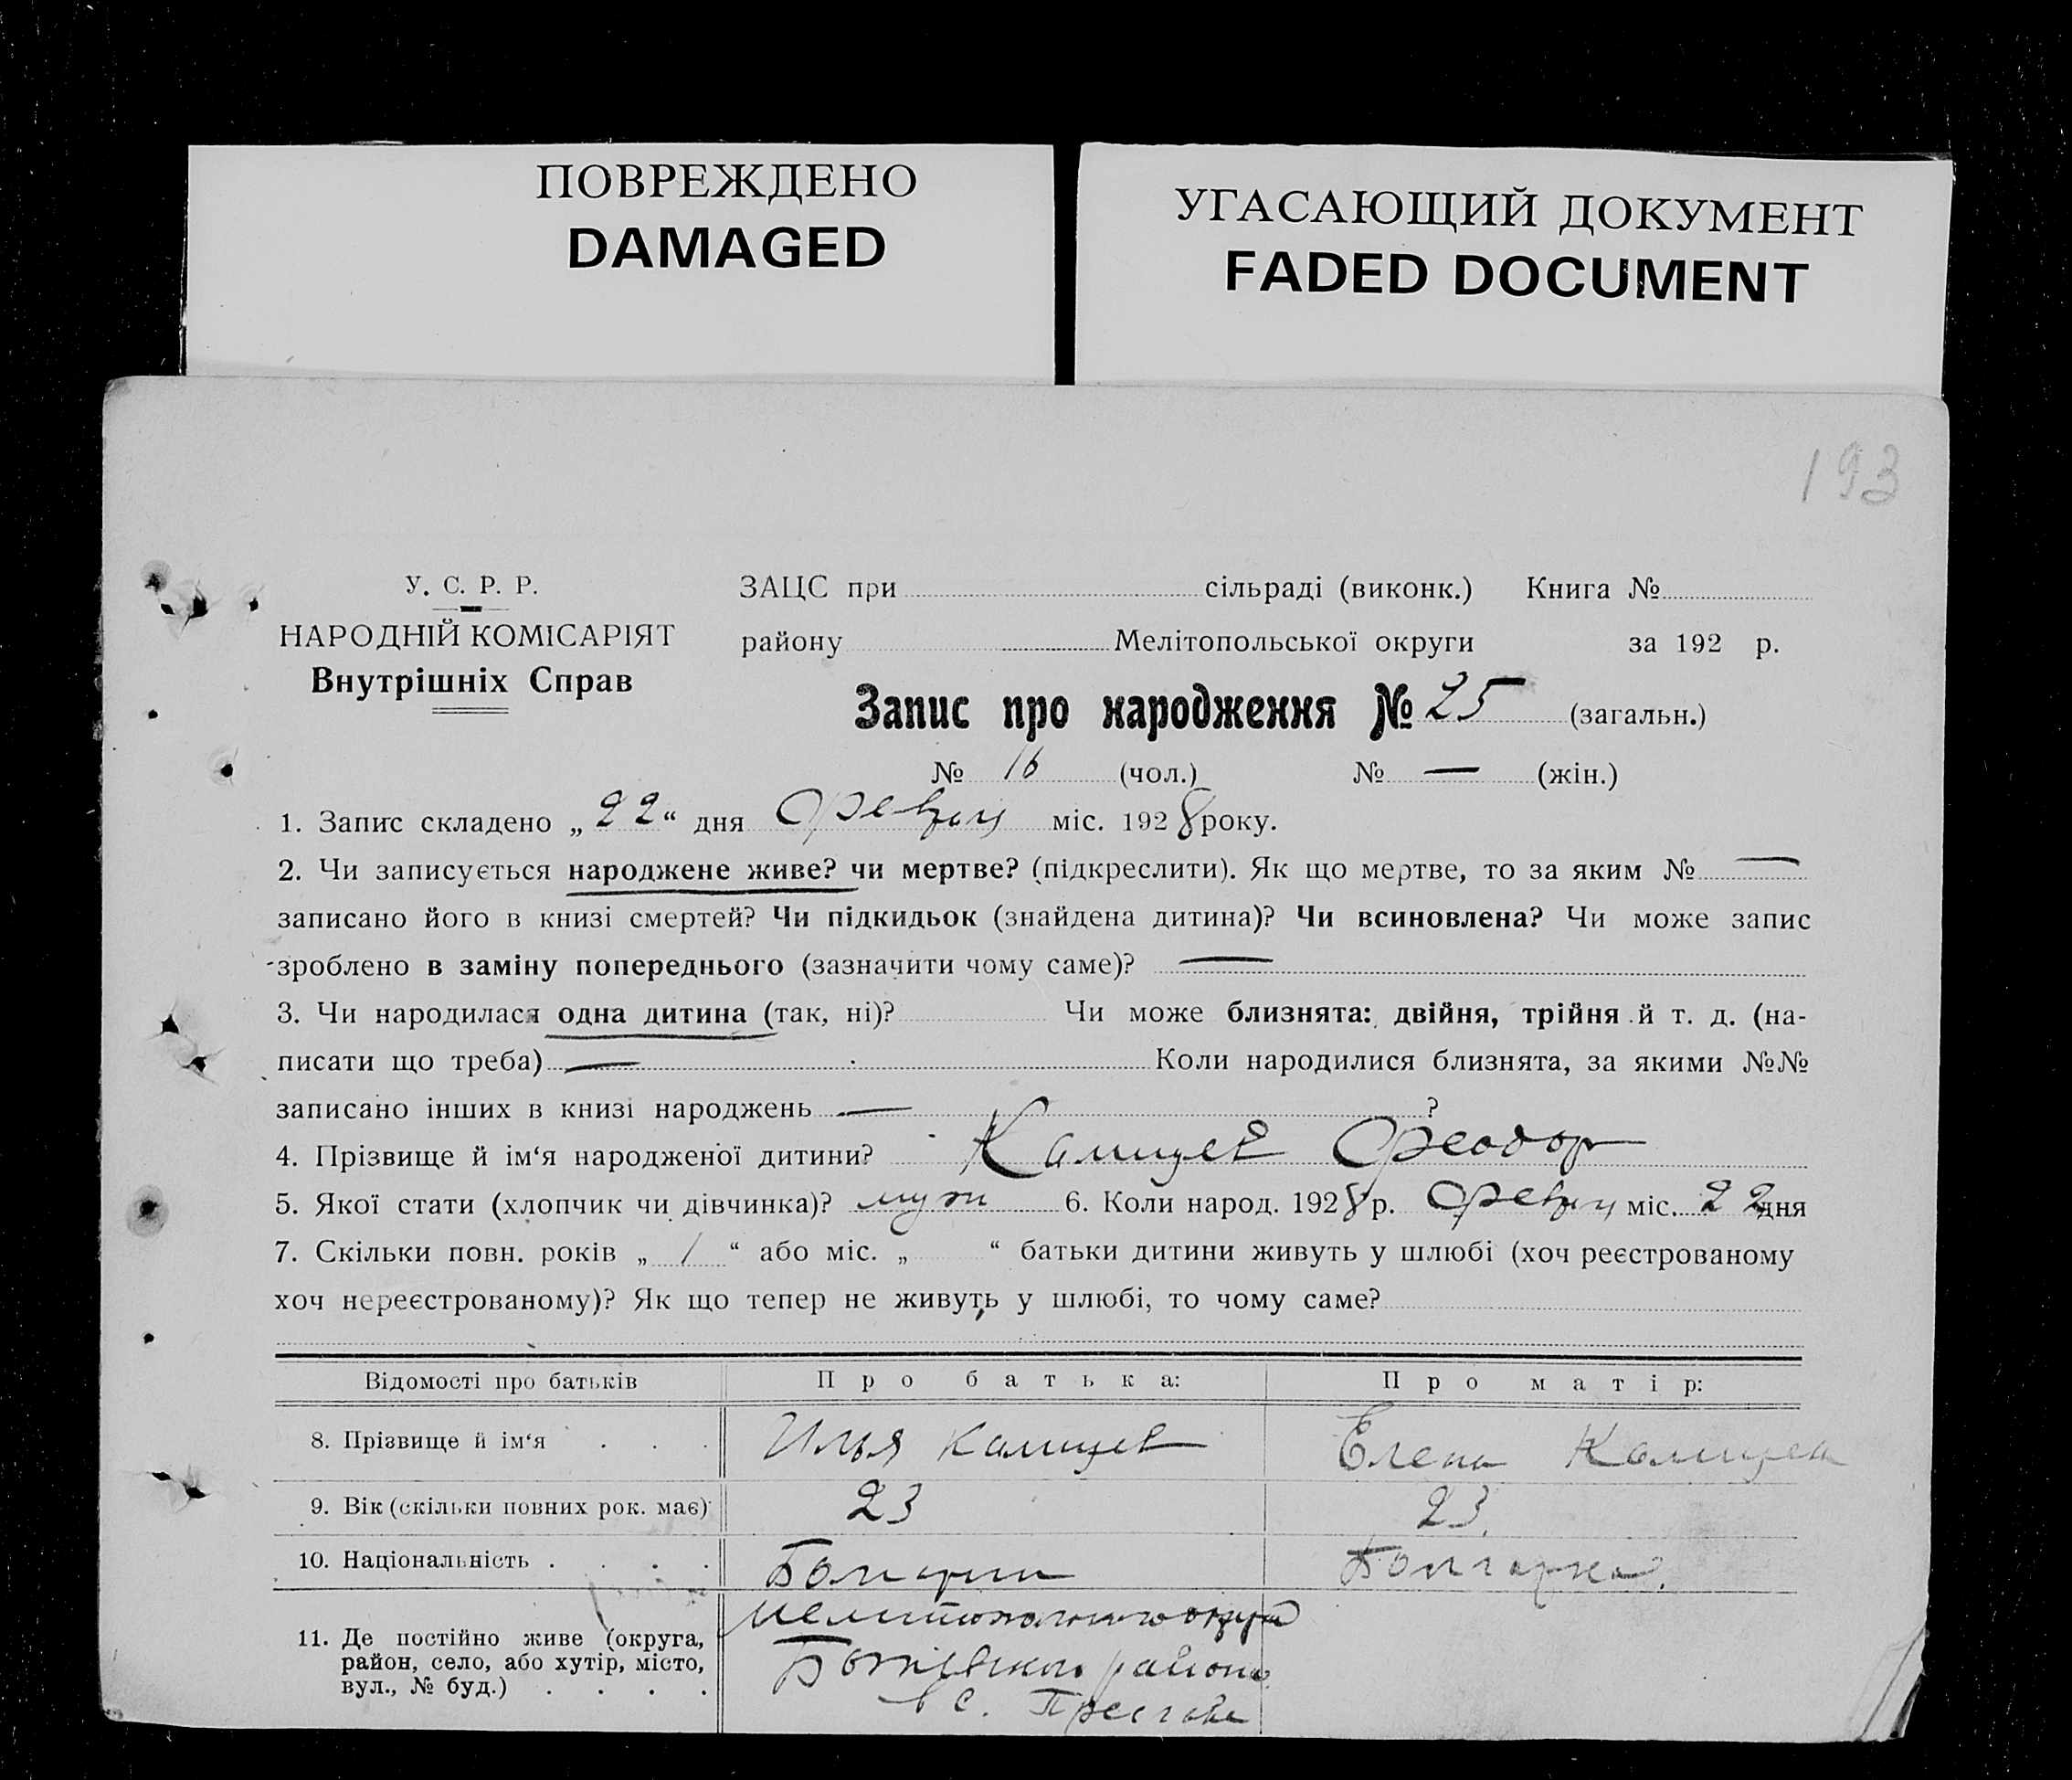 ПОВРЕЖДЕНО
DAMAGED
УГАСАЮЩИЙ ДОКУМЕНТ
FADED DOCUMENT
193
У. С. Р. Р.
НАРОДНІЙ КОМІСАРІЯТ
Внутрішніх Справ
ЗАЦС при сільраді (виконк.) Книга №
району Мелітопольської округи за 192 р.
Запис про народження № 25 (загальн.)
№ 16 (чол.) № — (жін.)
1. Запис складено „22“ дня міс. 1928 року.
2. Чи записується народжене живе? чи мертве? (підкреслити). Як що мертве, то за яким № —
записано його в книзі смертей? Чи підкидьок (знайдена дитина)? Чи всиновлена? Чи може запис
зроблено в заміну попереднього (зазначити чому саме)? —
3. Чи народилася одна дитина (так, ні)? Чи може близнята: двійня, трійня й т. д. (на-
писати що треба) — Коли народилися близнята, за якими №№
записано інших в книзі народжень — ?
4. Прізвище й ім‘я народженої дитини? Феодор
5. Якої стати (хлопчик чи дівчинка)? муж 6. Коли народ. 1928 р. міс. 22 дня
7. Скільки повн. років „ 1 “ або міс. „ “ батьки дитини живуть у шлюбі (хоч реєстрованому
хоч нереєстрованому)? Як що тепер не живуть у шлюбі, то чому саме?
Відомості про батьків Про батька: Про матір:
8. Прізвище й ім‘я . . . Илья Елена
9. Вік (скільки повних рок. має) 23 23.
10. Національність . . . . Болгарин Болгарка.
11. Де постійно живе (округа,
район, село, або хутір, місто,
вул., № буд.) . . . .
района
в с.